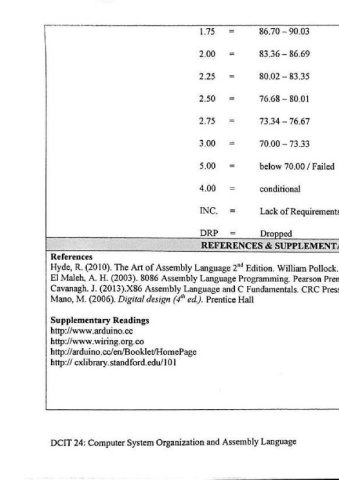 1.75 = 86.70 – 90.03
2.00 = 83.36 – 86.69
2.25 = 80.02 – 83.35
2.50 = 76.68 – 80.01
2.75 = 73.34 – 76.67
3.00 = 70.00 – 73.33
5.00 = below 70.00 / Failed
4.00 = conditional
INC. = Lack of Requirements
DRP = Dropped
REFERENCES & SUPPLEMENTA
References
Hyde, R. (2010). The Art of Assembly Language 2nd Edition. William Pollock.
El Maleh, A. H. (2003). 8086 Assembly Language Programming. Pearson Pren
Cavanagh. J. (2013).X86 Assembly Language and C Fundamentals. CRC Press
Mano, M. (2006). Digital design (4th ed.). Prentice Hall
Supplementary Readings
http://www.arduino.cc
http://www.wiring.org.co
http://arduino.cc/en/Booklet/HomePage
http:// cxlibrary.standford.edu/101
DCIT 24: Computer System Organization and Assembly Language